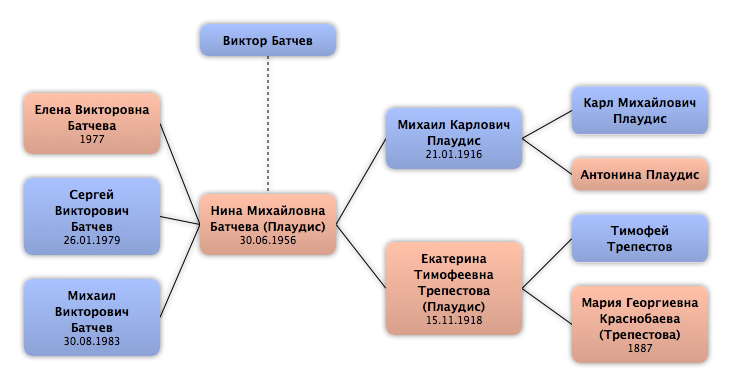 Виктор Батчев
Елена Викторовна
Батчева
1977
Сергей
Викторович
Батчев
26.01.1979
Михаил
Викторович
Батчев
30.08.1983
Нина Михайловна
Батчева (Плаудис)
30.06.1956
Михаил Карлович
Плаудис
21.01.1916
Екатерина
Тимофеевна
Трепестова
(Плаудис)
15.11.1918
Карл Михайлович
Плаудис
Антонина Плаудис
Тимофей
Трепестов
Мария Георгиевна
Краснобаева
(Трепестова)
1887